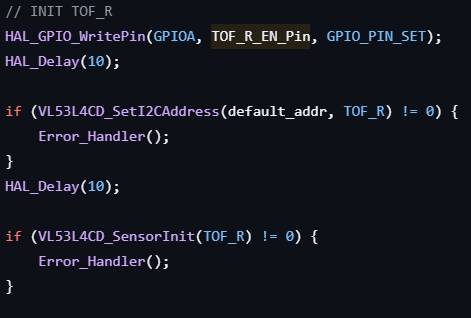 // INIT TOF_R
HAL_GPIO_WritePin(GPIOA, TOF_R_EN_Pin, GPIO_PIN_SET);
HAL_Delay(10);

if (VL53L4CD_SetI2CAddress(default_addr, TOF_R) != 0) {
    Error_Handler();
}
HAL_Delay(10);

if (VL53L4CD_SensorInit(TOF_R) != 0) {
    Error_Handler();
}